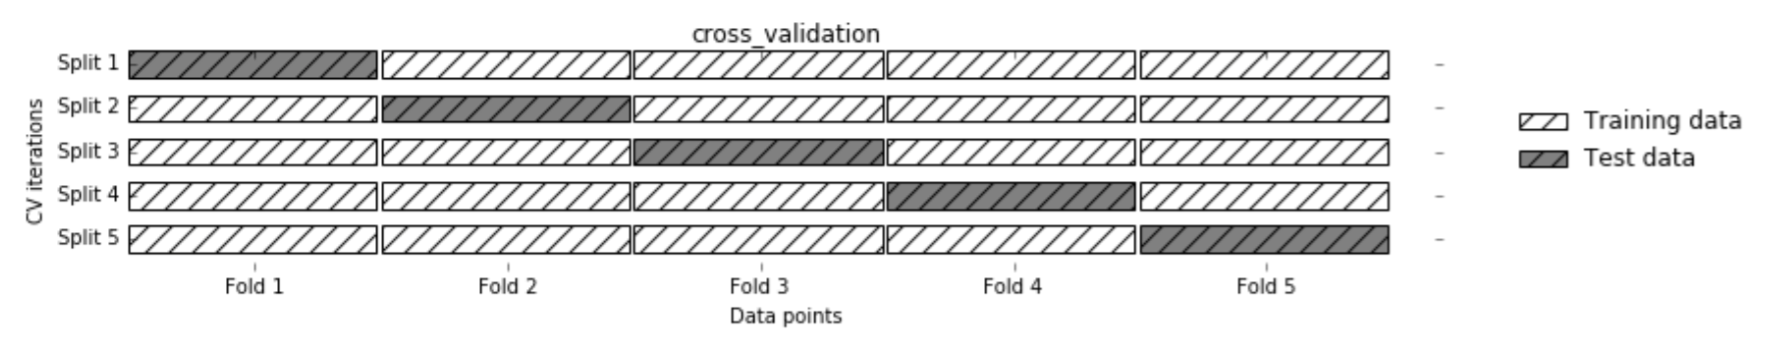 cross_validation
Split 1
Split 2
Split 3
Split 4
Split 5
CV iterations
Fold 1 Fold 2 Fold 3 Fold 4 Fold 5
Data points
Training data
Test data